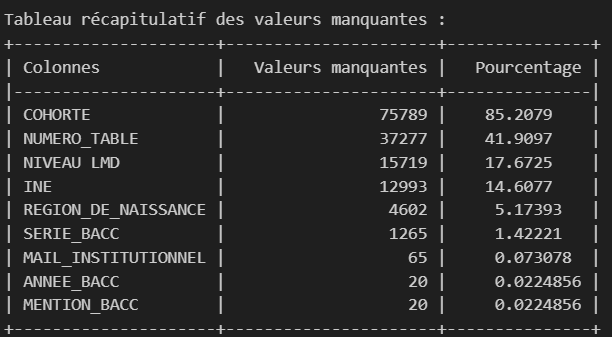 Tableau récapitulatif des valeurs manquantes :
+---------------------+---------------------+---------------+
| Colonnes            |   Valeurs manquantes |   Pourcentage |
|---------------------+---------------------+---------------|
| COHORTE             |               75789 |    85.2079    |
| NUMERO_TABLE        |               37277 |    41.9097    |
| NIVEAU LMD          |               15719 |    17.6725    |
| INE                 |               12993 |    14.6077    |
| REGION_DE_NAISSANCE |                4602 |     5.17393   |
| SERIE_BACC          |                1265 |     1.42221   |
| MAIL_INSTITUTIONNEL |                  65 |     0.073078  |
| ANNEE_BACC          |                  20 |     0.0224856 |
| MENTION_BACC        |                  20 |     0.0224856 |
+---------------------+---------------------+---------------+